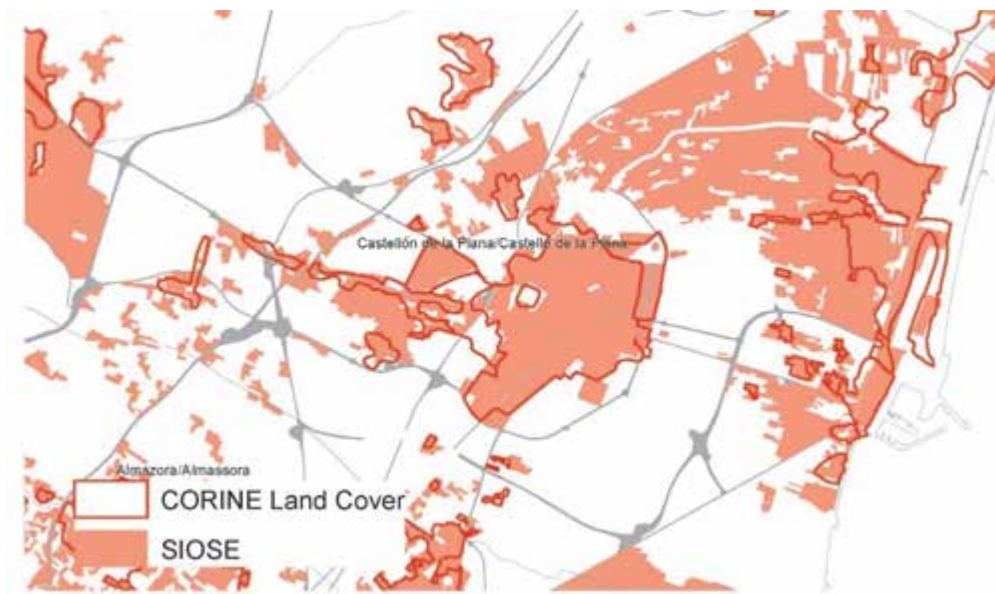 Castellón de la Plana/Castelló de la Plana
Almazora/Almassora
CORINE Land Cover
SIOSE